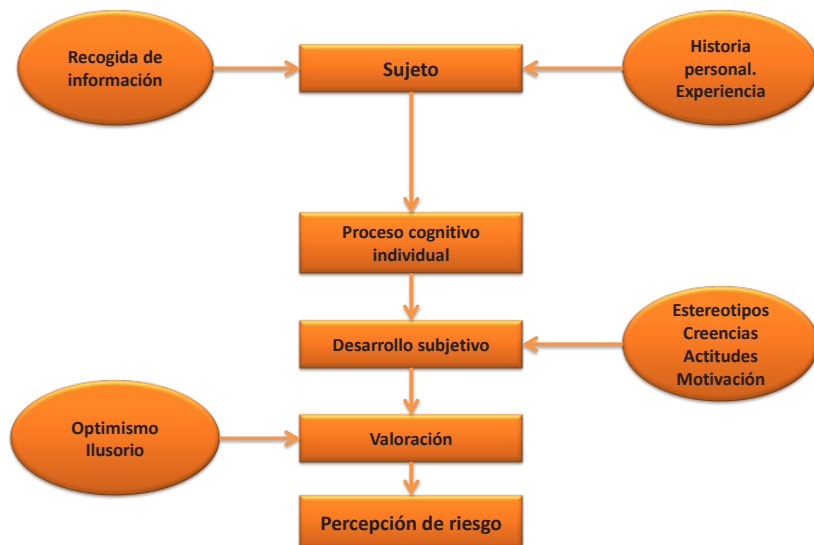 Recogida de
información
Sujeto
Historia
personal.
Experiencia
Proceso cognitivo
individual
Desarrollo subjetivo
Estereotipos
Creencias
Actitudes
Motivación
Optimismo
Ilusorio
Valoración
Percepción de riesgo